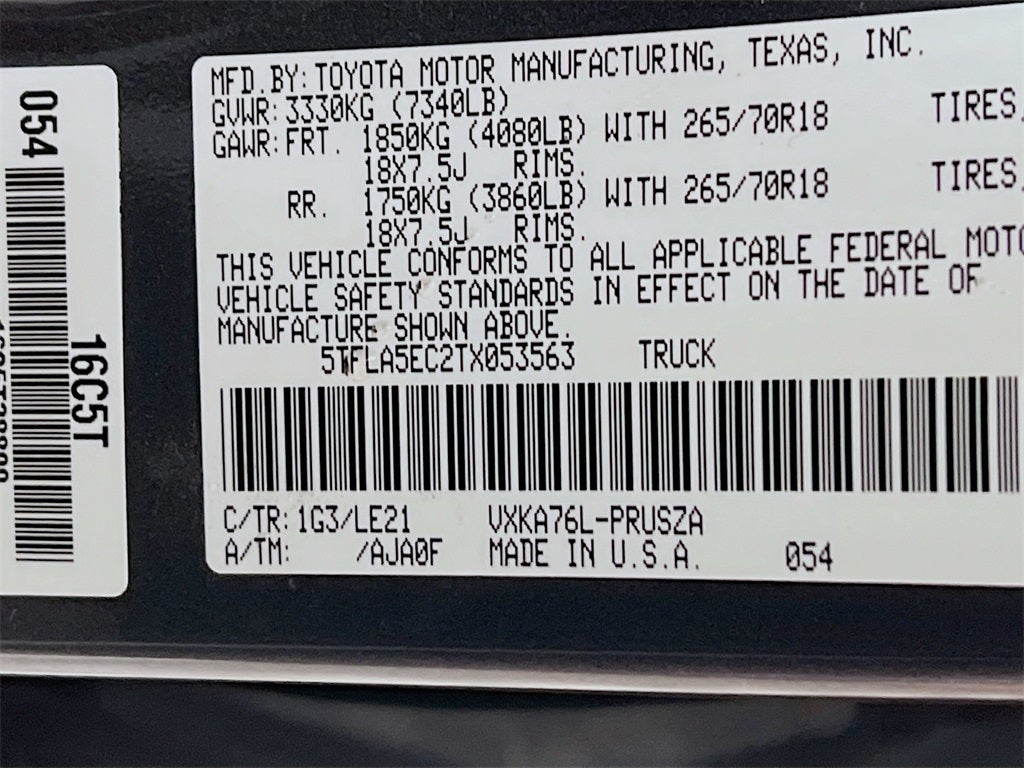 054
16C5T
MFD.BY:TOYOTA MOTOR MANUFACTURING, TEXAS, INC.
GVWR:3330KG (7340LB)
GAWR:FRT. 1850KG (4080LB) WITH 265/70R18 TIRES,
18X7.5J RIMS.
RR. 1750KG (3860LB) WITH 265/70R18 TIRES,
18X7.5J RIMS.
THIS VEHICLE CONFORMS TO ALL APPLICABLE FEDERAL MOTO
VEHICLE SAFETY STANDARDS IN EFFECT ON THE DATE OF
MANUFACTURE SHOWN ABOVE.
5TFLA5EC2TX053563 TRUCK
C/TR:1G3/LE21 VXKA76L-PRUSZA
A/TM: /AJA0F MADE IN U.S.A. 054